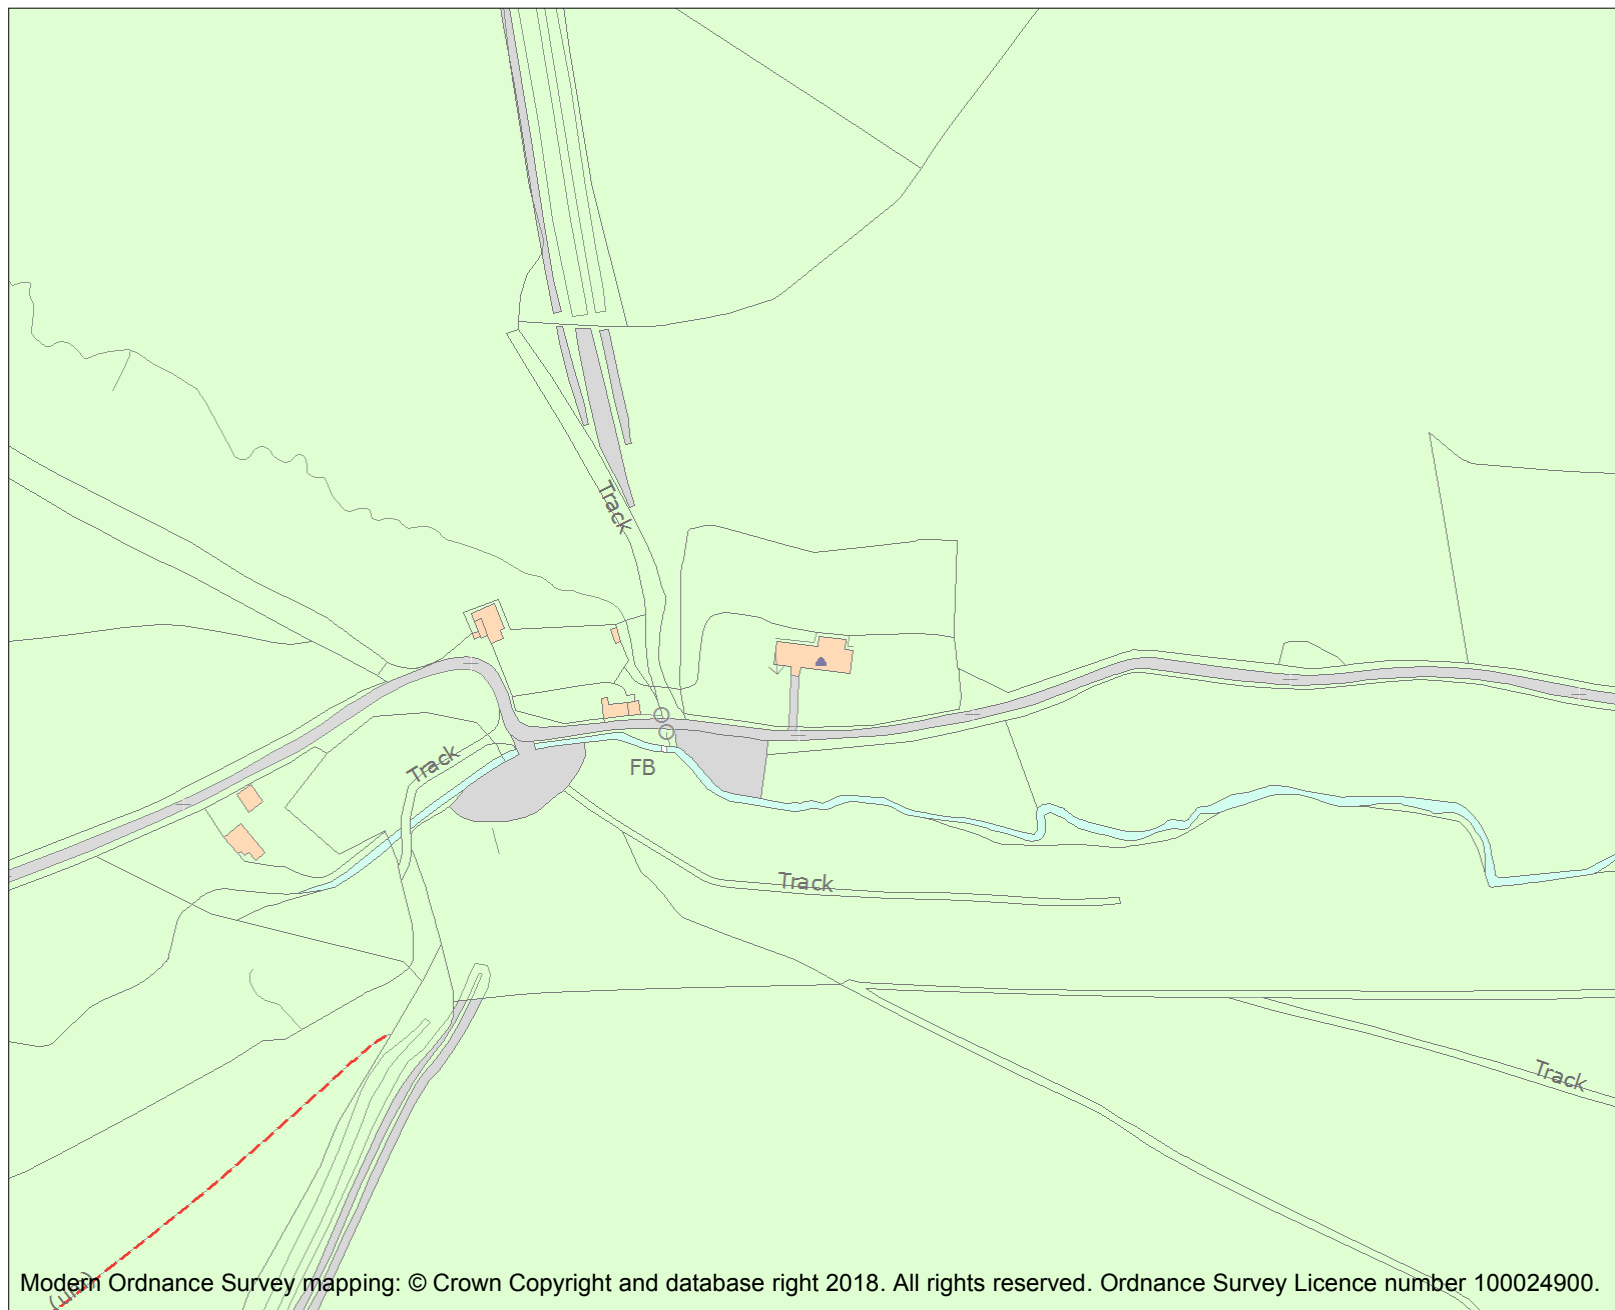 Track
Track
FB
Track
Track
Modern Ordnance Survey mapping: © Crown Copyright and database right 2018. All rights reserved. Ordnance Survey Licence number 100024900.